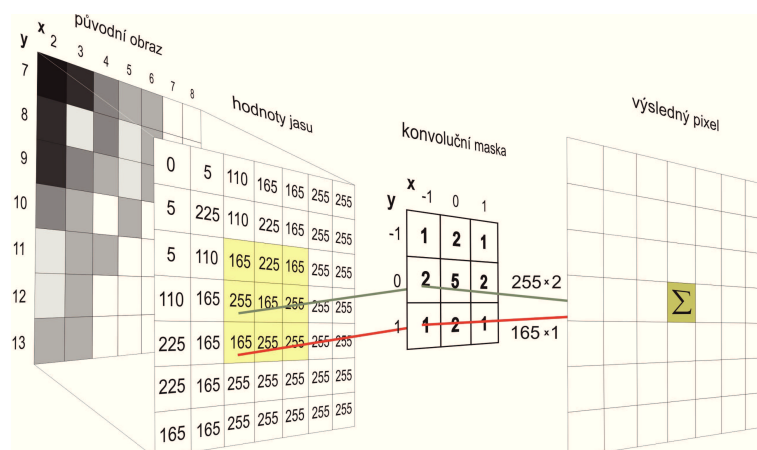 původní obraz
x 2 3 4 5 6 7 8
y
7
8
9
10
11
12
13
hodnoty jasu
0 5 110 165 165 255 255
5 225 110 225 165 255 255
5 110 165 225 165 255 255
110 165 255 165 255 255 255
225 165 165 255 255 255 255
225 165 255 255 255 255 255
165 165 255 255 255 255 255
konvoluční maska
x -1 0 1
y
-1 1 2 1
0 2 5 2
1 1 2 1
255×2
165×1
výsledný pixel
Σ